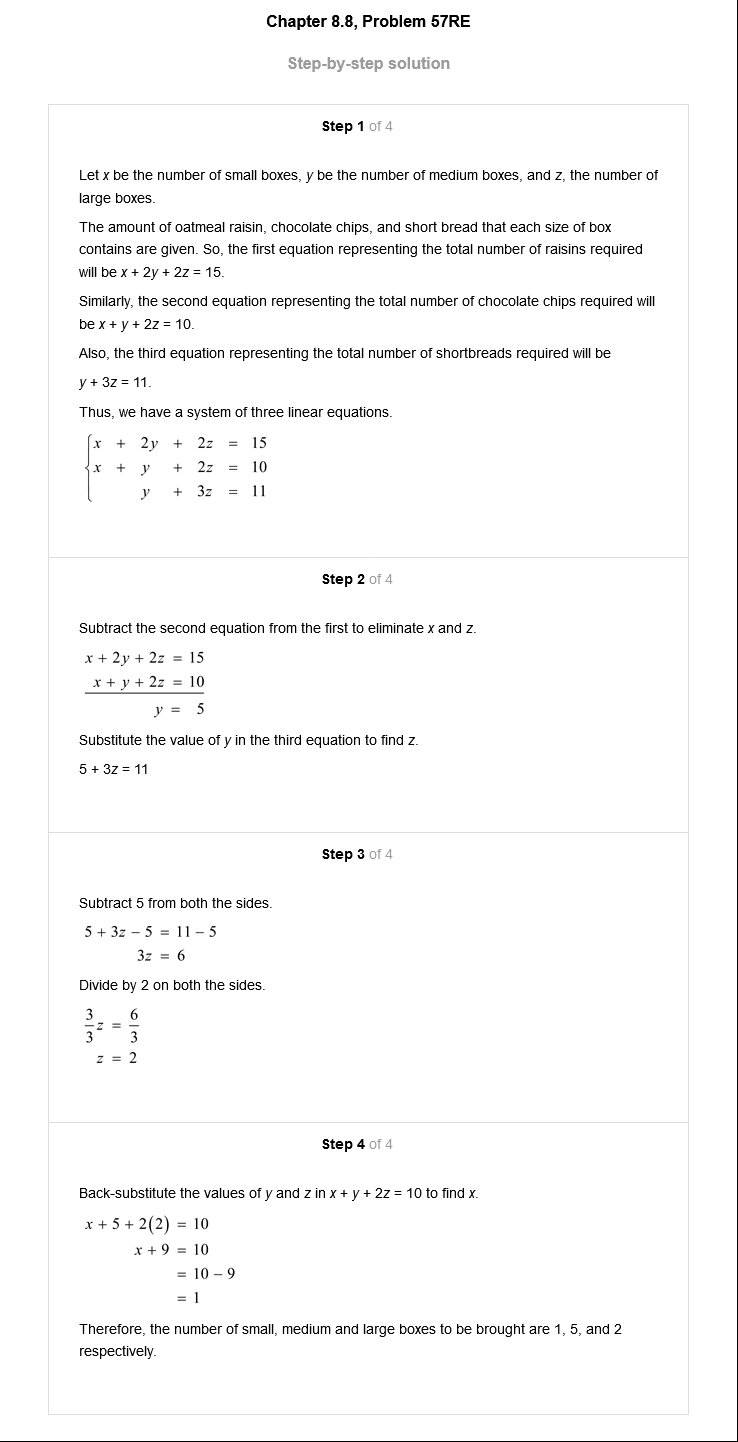 Chapter 8.8, Problem 57RE
Step-by-step solution
Step 1 of 4
Let x be the number of small boxes, y be the number of medium boxes, and z, the number of
large boxes.
The amount of oatmeal raisin, chocolate chips, and short bread that each size of box
contains are given. So, the first equation representing the total number of raisins required
will be x + 2y + 2z = 15.
Similarly, the second equation representing the total number of chocolate chips required will
be x + y + 2z = 10.
Also, the third equation representing the total number of shortbreads required will be
y + 3z = 11.
Thus, we have a system of three linear equations.
x + 2y + 2z = 15
x + y + 2z = 10
y + 3z = 11
Step 2 of 4
Subtract the second equation from the first to eliminate x and z.
x + 2y + 2z = 15
x + y + 2z = 10
y = 5
Substitute the value of y in the third equation to find z.
5 + 3z = 11
Step 3 of 4
Subtract 5 from both the sides.
5 + 3z − 5 = 11 − 5
3z = 6
Divide by 2 on both the sides.
3/3 z = 6/3
z = 2
Step 4 of 4
Back-substitute the values of y and z in x + y + 2z = 10 to find x.
x + 5 + 2(2) = 10
x + 9 = 10
= 10 − 9
= 1
Therefore, the number of small, medium and large boxes to be brought are 1, 5, and 2
respectively.